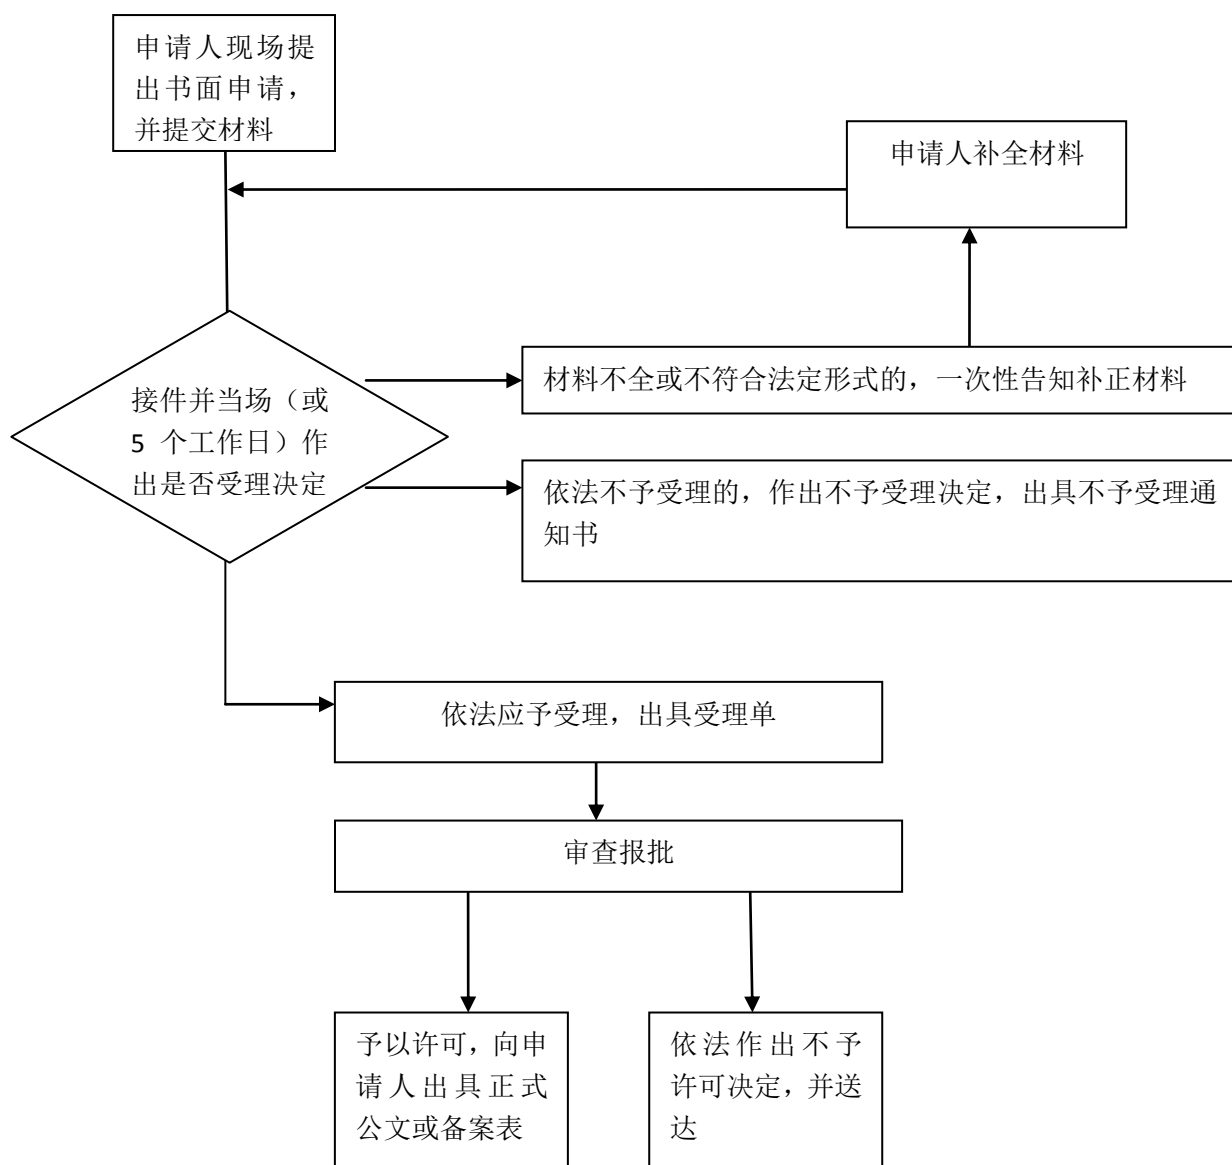 申请人现场提
出书面申请，
并提交材料
申请人补全材料
接件并当场（或
5 个工作日）作
出是否受理决定
材料不全或不符合法定形式的，一次性告知补正材料
依法不予受理的，作出不予受理决定，出具不予受理通
知书
依法应予受理，出具受理单
审查报批
予以许可，向申
请人出具正式
公文或备案表
依法作出不予
许可决定，并送
达